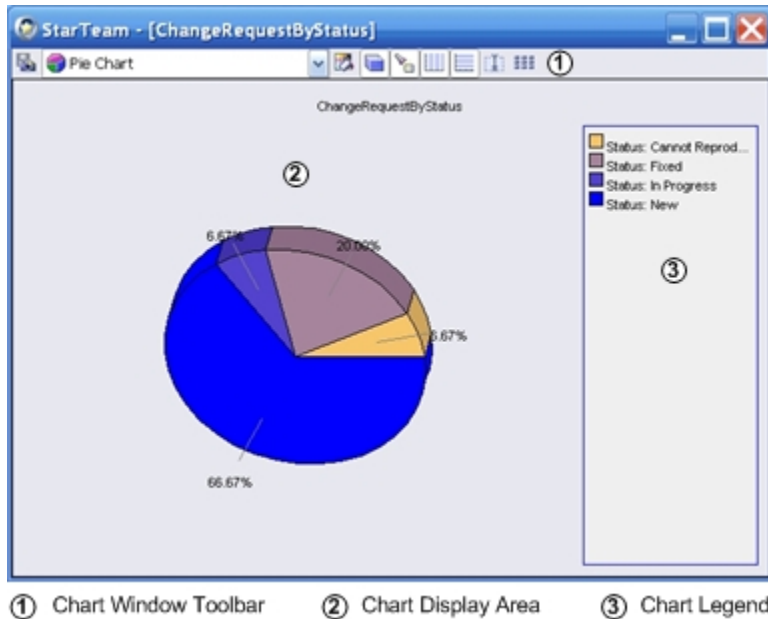 StarTeam - [ChangeRequestByStatus]
Pie Chart
①
ChangeRequestByStatus
②
Status: Cannot Reprod...
Status: Fixed
Status: In Progress
Status: New
③
6.67%
20.00%
6.67%
66.67%
① Chart Window Toolbar ② Chart Display Area ③ Chart Legend